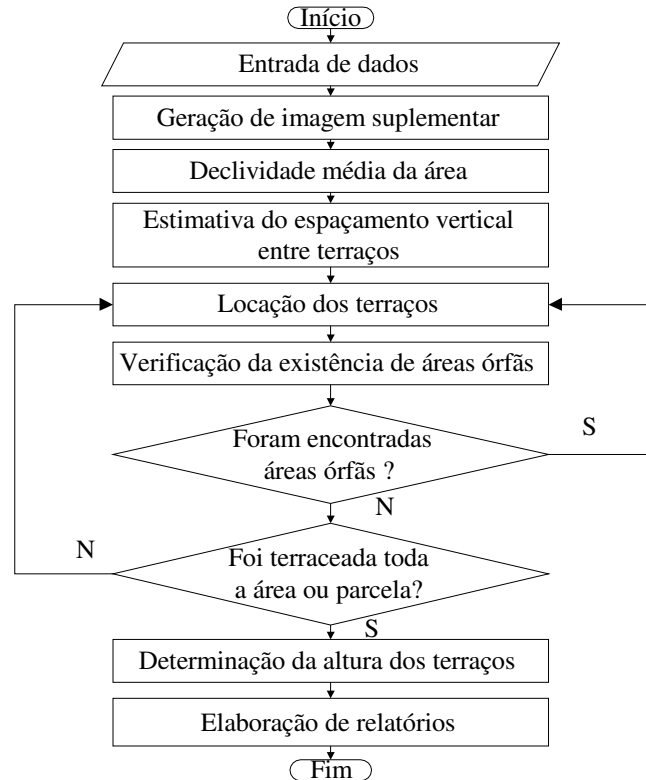 Início
Entrada de dados
Geração de imagem suplementar
Declividade média da área
Estimativa do espaçamento vertical
entre terraços
Locação dos terraços
Verificação da existência de áreas órfãs
Foram encontradas
áreas órfãs ?
S
N
N
Foi terraceada toda
a área ou parcela?
S
Determinação da altura dos terraços
Elaboração de relatórios
Fim